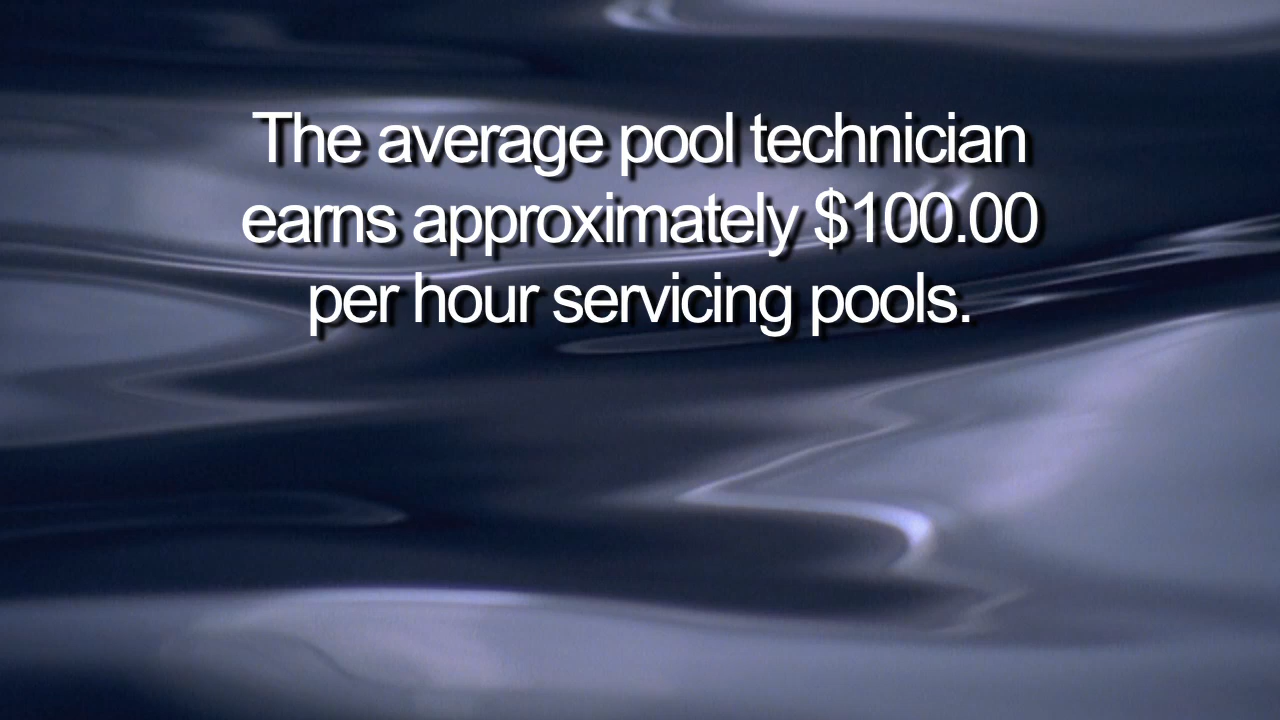 The average pool technician
earns approximately $100.00
per hour servicing pools.